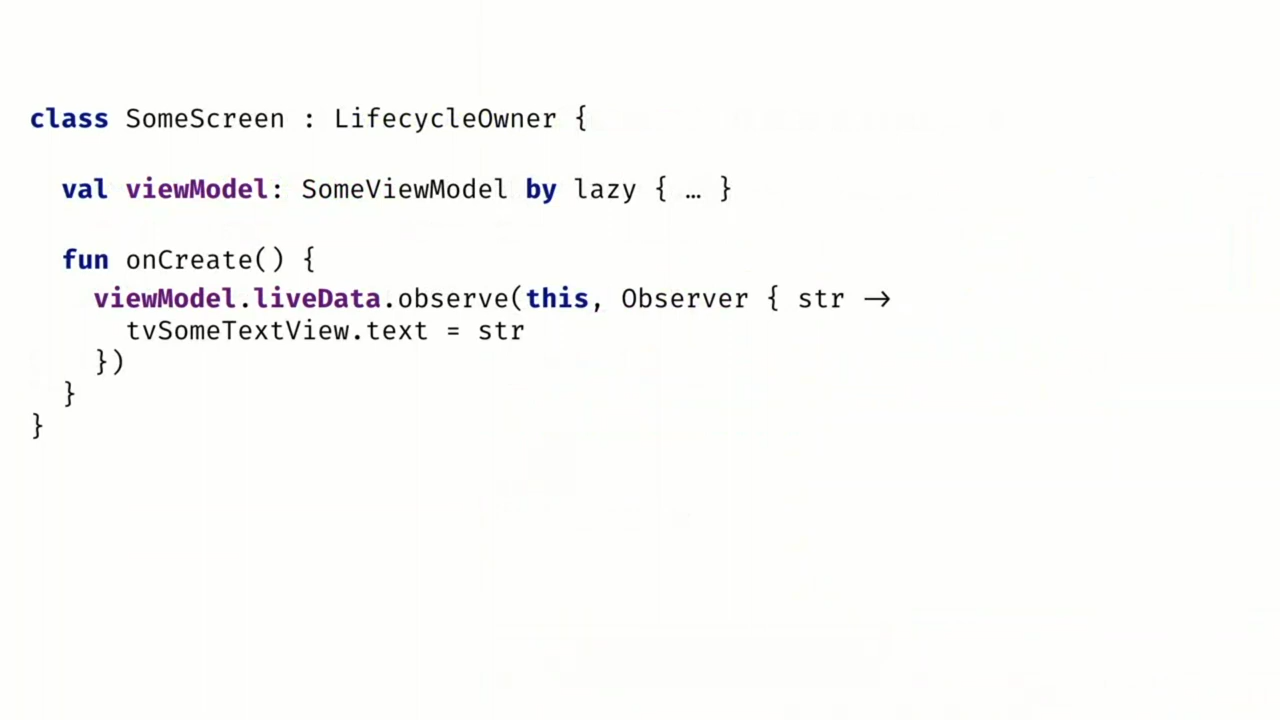 class SomeScreen : LifecycleOwner {
val viewModel: SomeViewModel by lazy { … }
fun onCreate() {
viewModel.liveData.observe(this, Observer { str →
tvSomeTextView.text = str
})
}
}